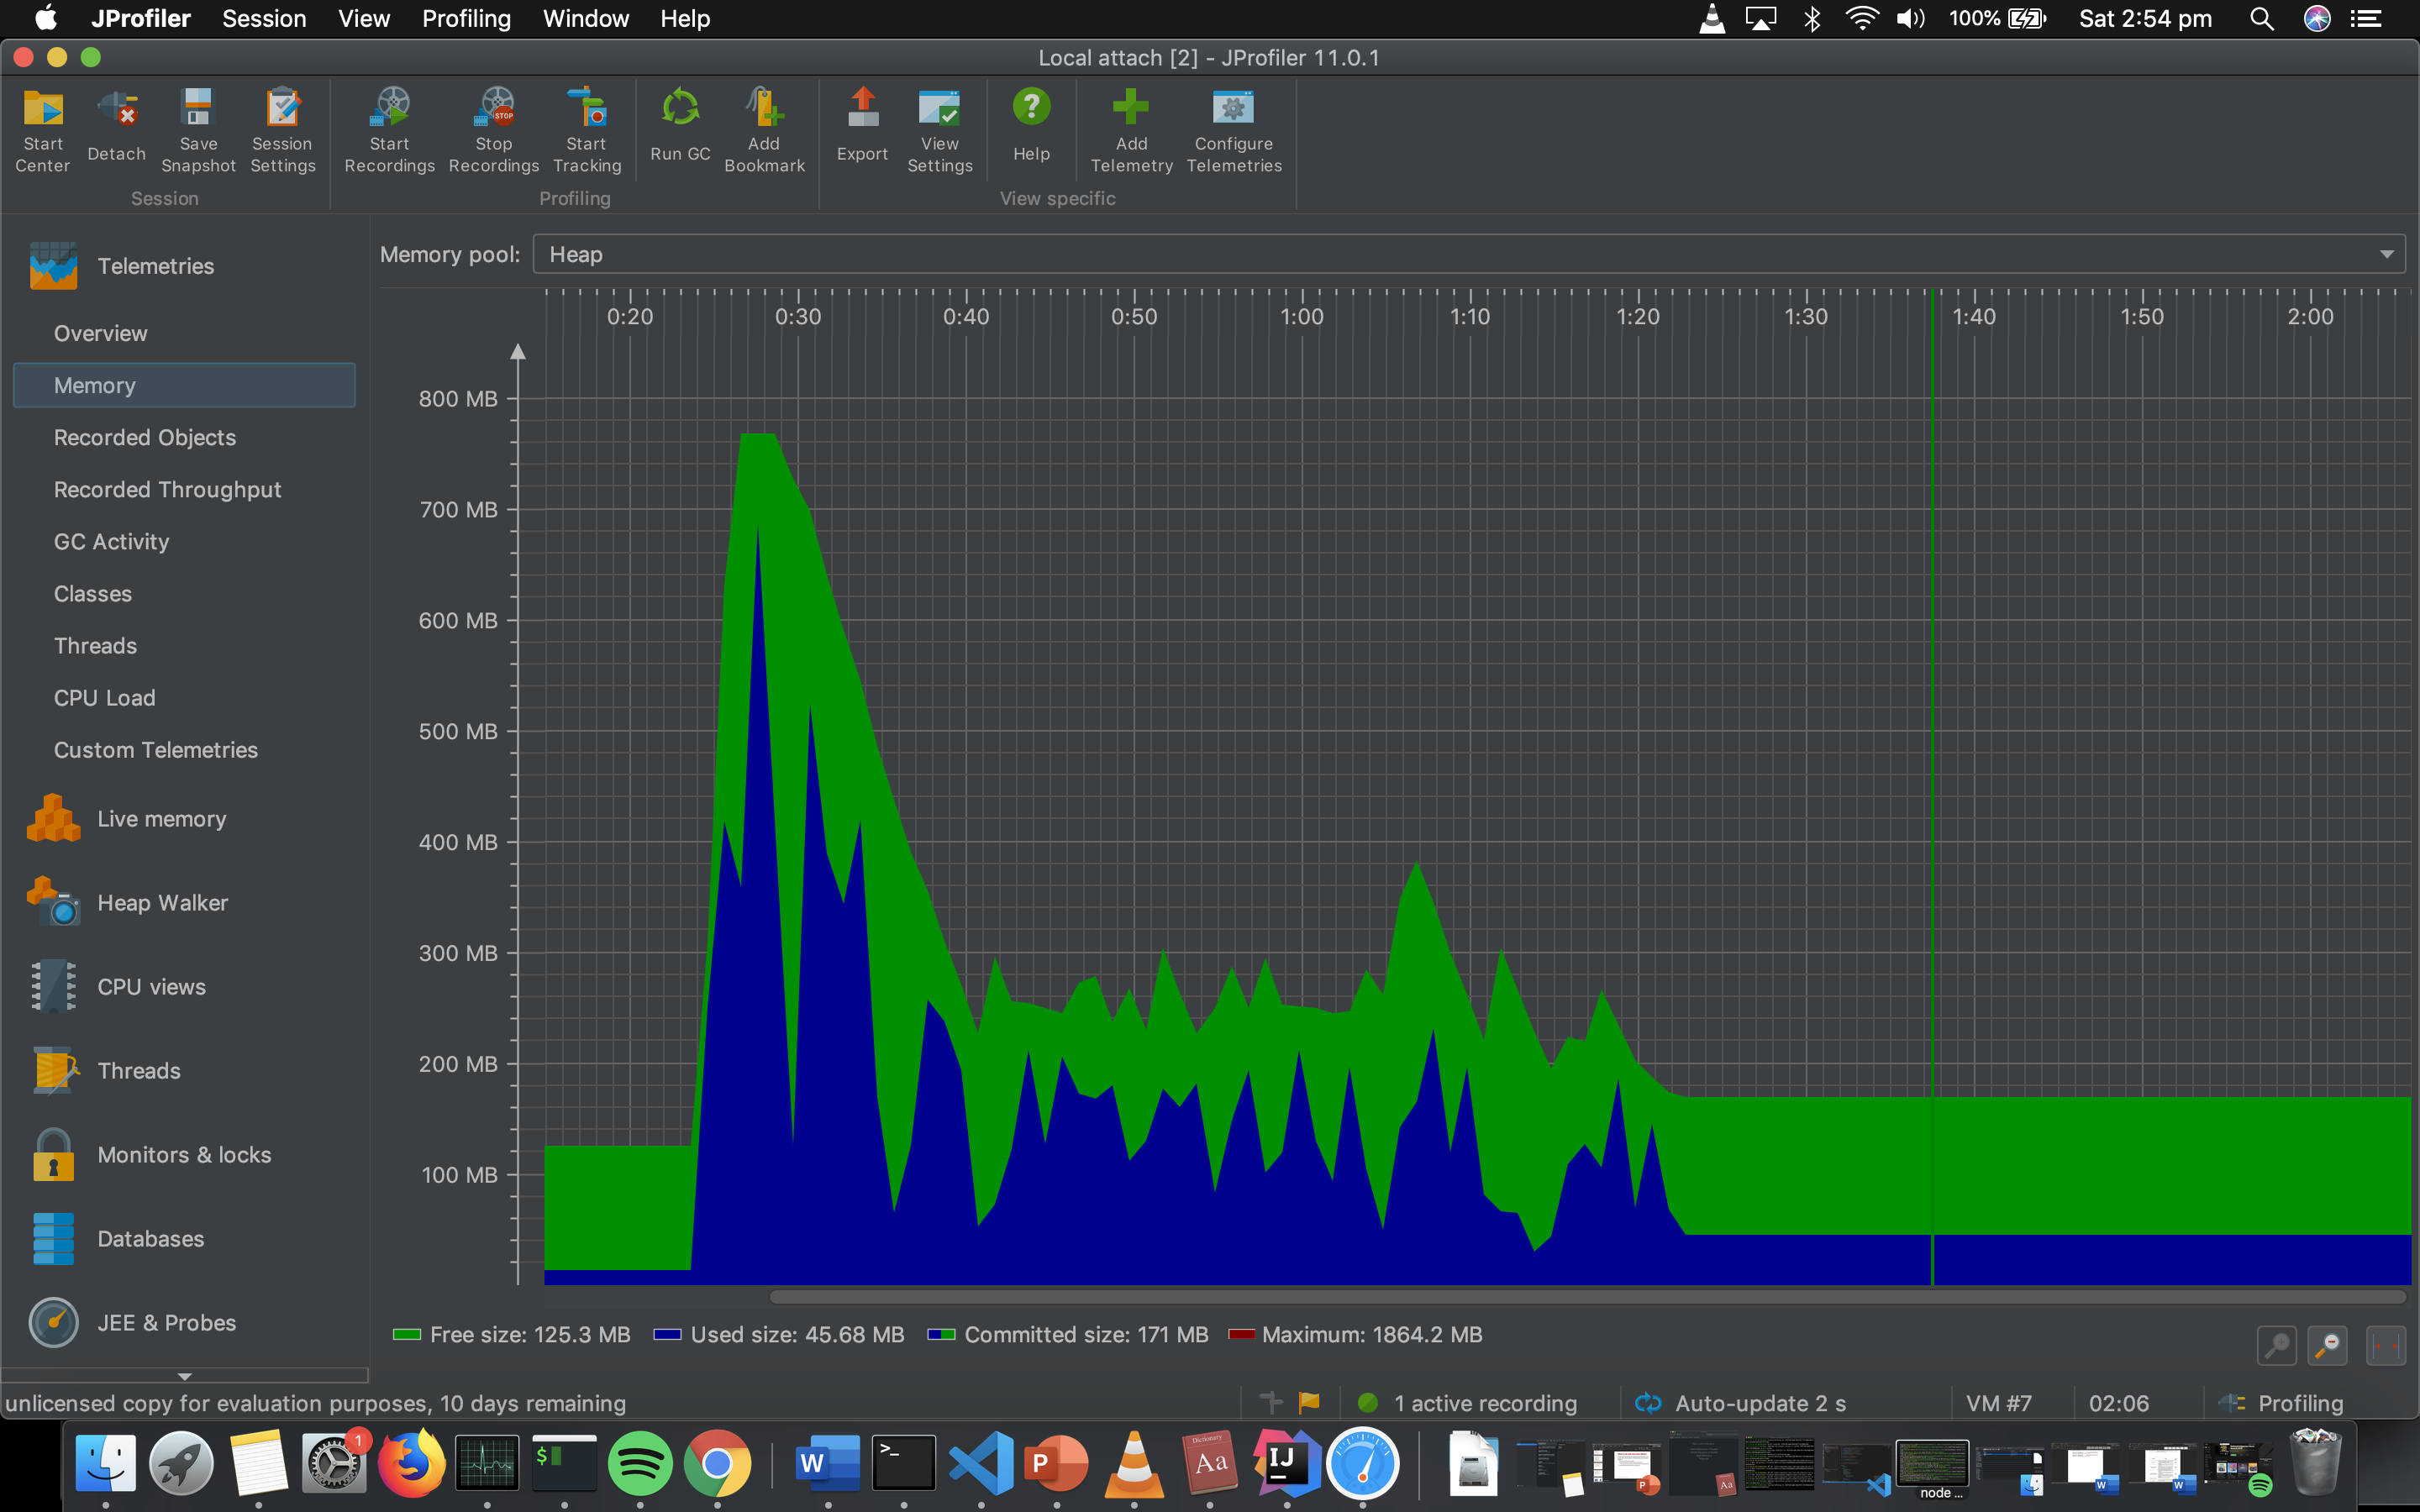 JProfiler Session View Profiling Window Help 100% Sat 2:54 pm
Local attach [2] - JProfiler 11.0.1
Start Center
Detach
Save Snapshot
Session Settings
Start Recordings
STOP
Stop Recordings
Start Tracking
Run GC
Add Bookmark
Export
View Settings
Help
Add Telemetry
Configure Telemetries
Session Profiling View specific
Memory pool: Heap
Telemetries
Overview
Memory
Recorded Objects
Recorded Throughput
GC Activity
Classes
Threads
CPU Load
Custom Telemetries
Live memory
Heap Walker
CPU views
Threads
Monitors & locks
Databases
JEE & Probes
0:20 0:30 0:40 0:50 1:00 1:10 1:20 1:30 1:40 1:50 2:00
800 MB
700 MB
600 MB
500 MB
400 MB
300 MB
200 MB
100 MB
Free size: 125.3 MB Used size: 45.68 MB Committed size: 171 MB Maximum: 1864.2 MB
unlicensed copy for evaluation purposes, 10 days remaining 1 active recording Auto-update 2 s VM #7 02:06 Profiling
1
$
W
>_
P
Dictionary
Aa
IJ
node ...